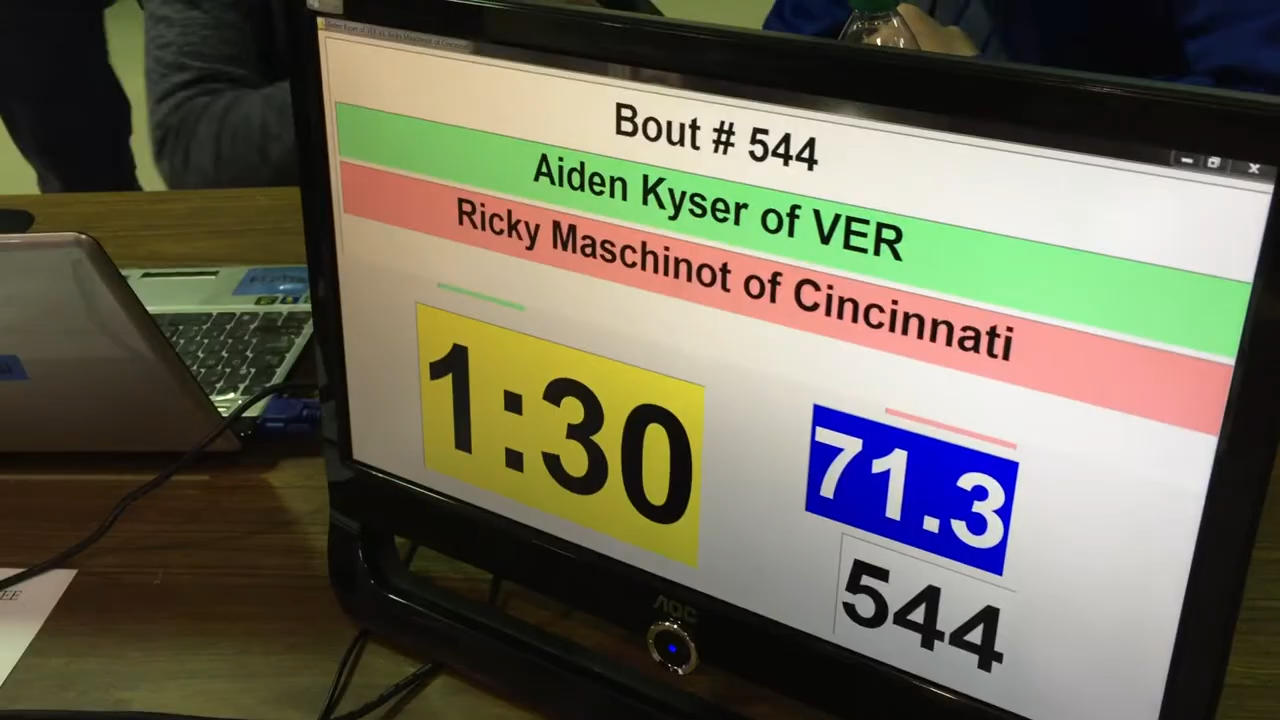 Bout # 544
Aiden Kyser of VER
Ricky Maschinot of Cincinnati
1:30
71.3
544
AOC